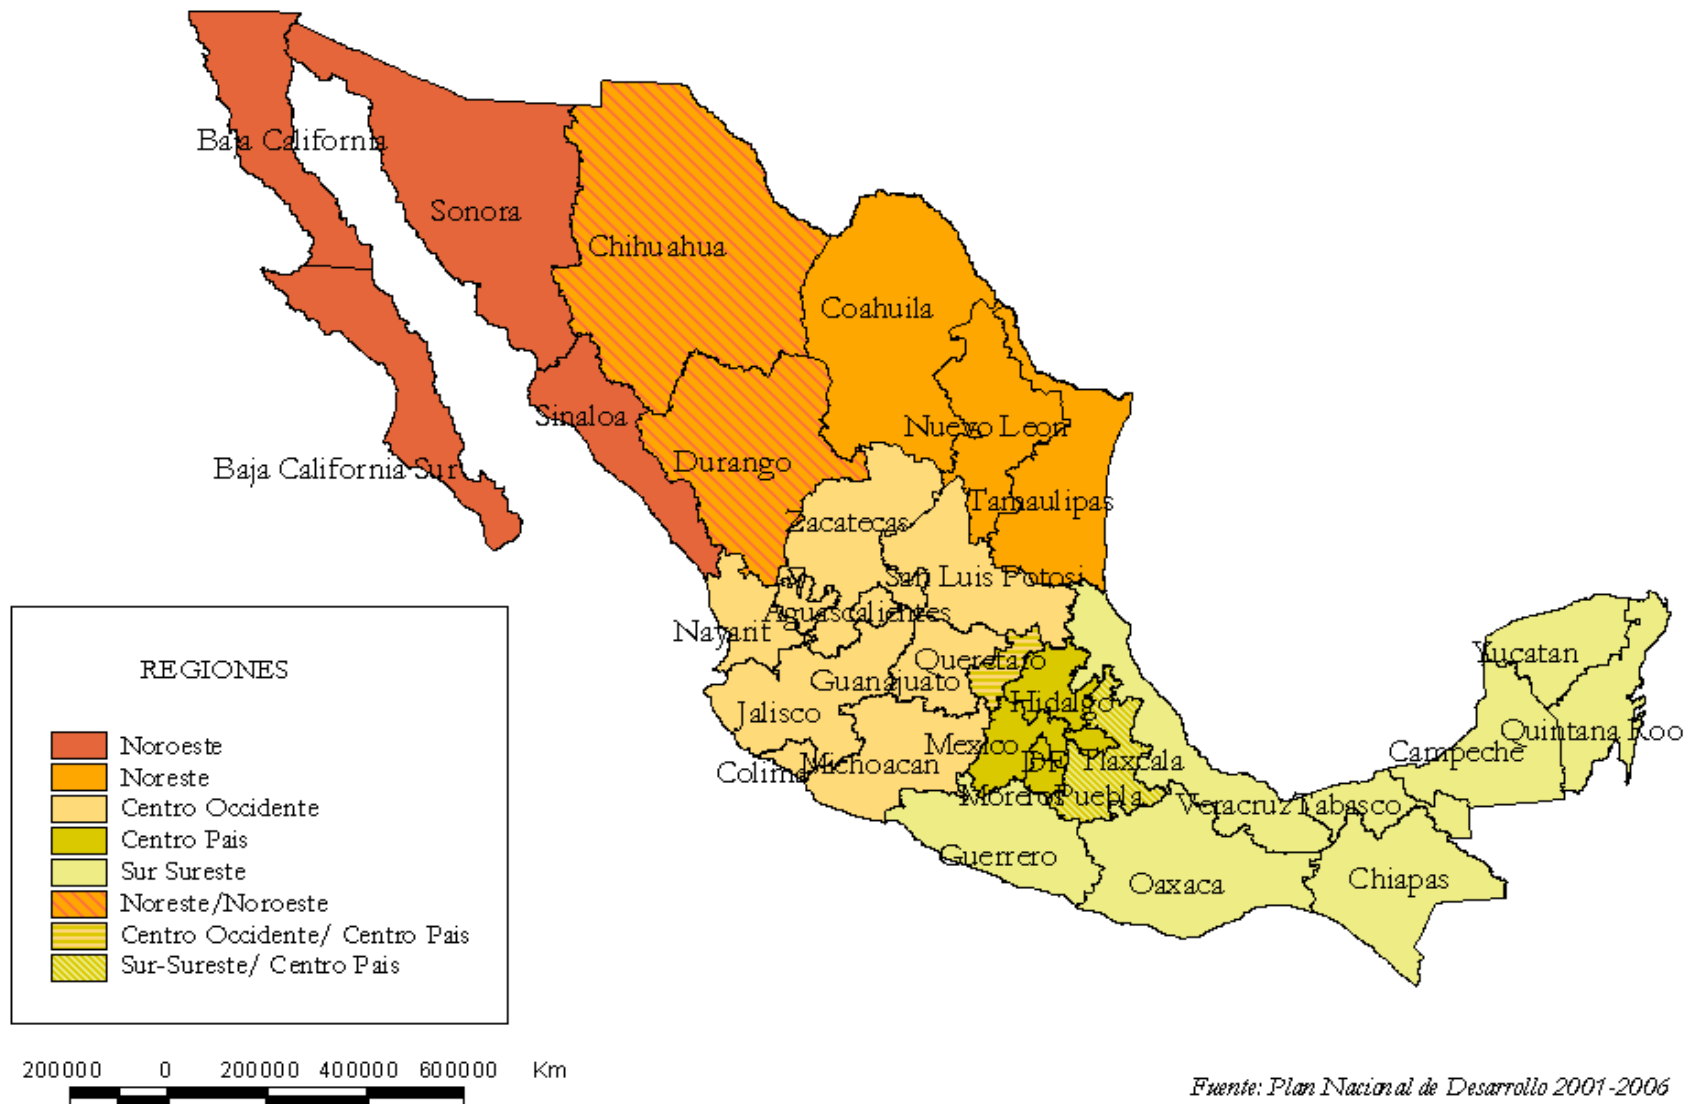 Baja California
Sonora
Chihuahua
Coahuila
Sinaloa
Nuevo Leon
Baja California Sur
Durango
Tamaulipas
Zacatecas
San Luis Potosi
Aguascalientes
Nayarit
Queretaro
Yucatan
Guanajuato
Hidalgo
Jalisco
Quintana Roo
Mexico
Campeche
DF
Tlaxcala
Colima
Michoacan
Morelos
Puebla
Veracruz
Tabasco
Guerrero
Oaxaca
Chiapas
REGIONES
Noroeste
Noreste
Centro Occidente
Centro Pais
Sur Sureste
Noreste/Noroeste
Centro Occidente/ Centro Pais
Sur-Sureste/ Centro Pais
200000 0 200000 400000 600000 Km
Fuente: Plan Nacional de Desarrollo 2001-2006